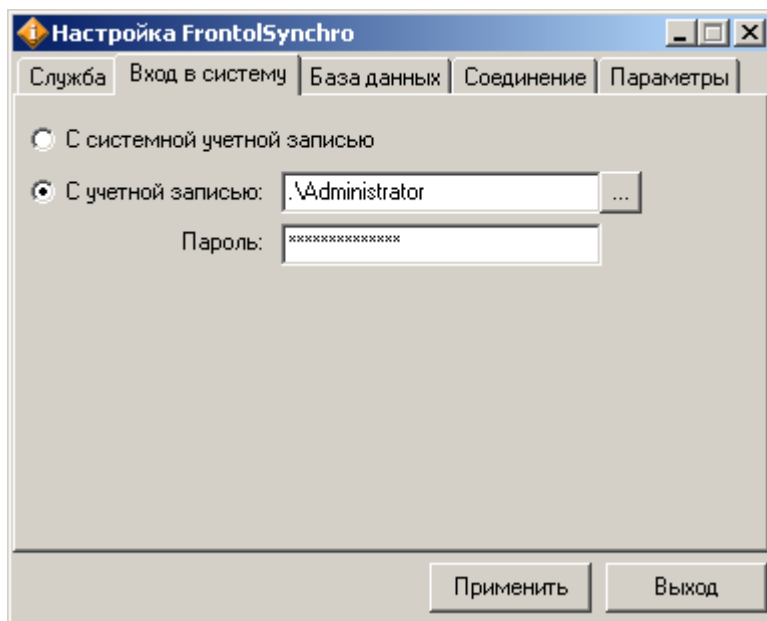 Настройка FrontolSynchro
Служба Вход в систему База данных Соединение Параметры
С системной учетной записью
С учетной записью: .\Administrator ...
Пароль: **************
Применить Выход